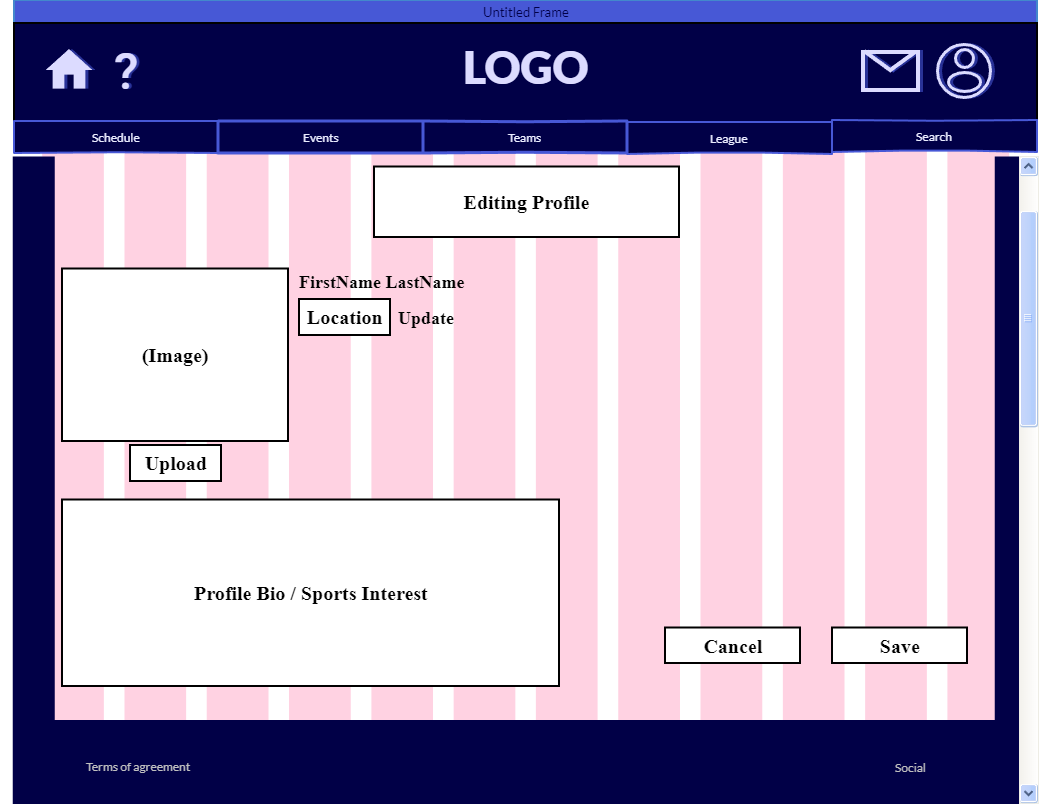 Untitled Frame
?
LOGO
Schedule
Events
Teams
League
Search
Editing Profile
FirstName LastName
Location
Update
(Image)
Upload
Profile Bio / Sports Interest
Cancel
Save
Terms of agreement
Social